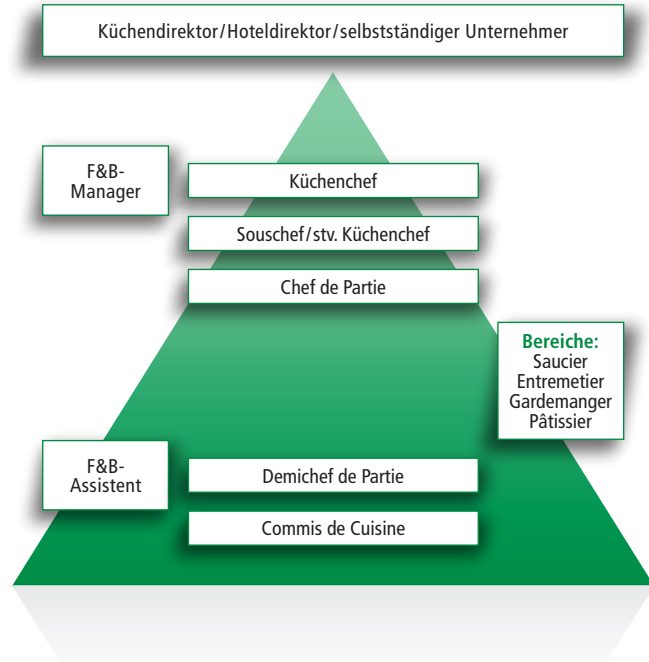 Küchendirektor/Hoteldirektor/selbstständiger Unternehmer
F&B-
Manager
Küchenchef
Souschef/stv. Küchenchef
Chef de Partie
Bereiche:
Saucier
Entremetier
Gardemanger
Pâtissier
F&B-
Assistent
Demichef de Partie
Commis de Cuisine